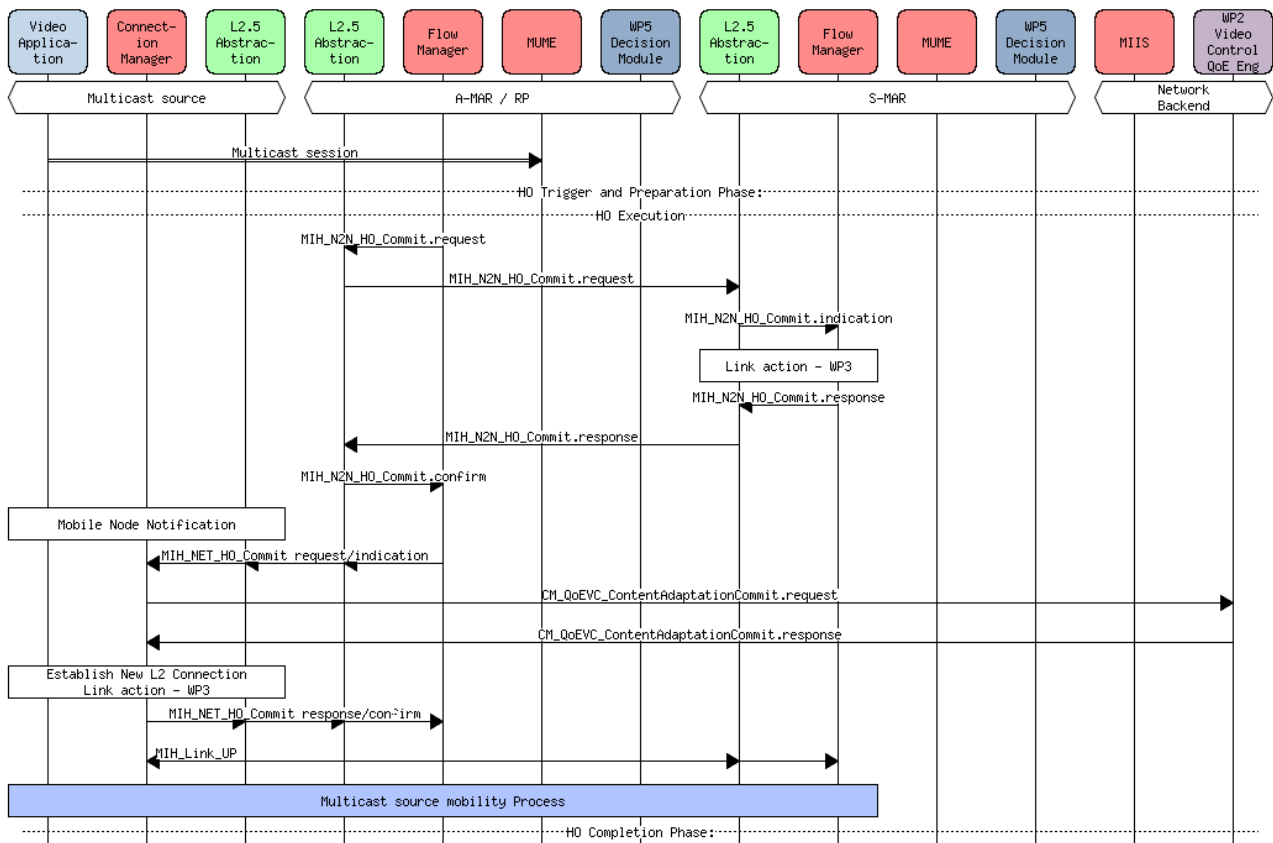 Video
Applica-
tion
Connect-
ion
Manager
L2.5
Abstrac-
tion
L2.5
Abstrac-
tion
Flow
Manager
MUME
WP5
Decision
Module
L2.5
Abstrac-
tion
Flow
Manager
MUME
WP5
Decision
Module
MIIS
WP2
Video
Control
QoE Eng
Multicast source
A-MAR / RP
S-MAR
Network
Backend
Multicast session
HO Trigger and Preparation Phase:
HO Execution
MIH_N2N_HO_Commit.request
MIH_N2N_HO_Commit.request
MIH_N2N_HO_Commit.indication
Link action - WP3
MIH_N2N_HO_Commit.response
MIH_N2N_HO_Commit.response
MIH_N2N_HO_Commit.confirm
Mobile Node Notification
MIH_NET_HO_Commit request/indication
CM_QoEVC_ContentAdaptationCommit.request
CM_QoEVC_ContentAdaptationCommit.response
Establish New L2 Connection
Link action - WP3
MIH_NET_HO_Commit response/confirm
MIH_Link_UP
Multicast source mobility Process
HO Completion Phase: